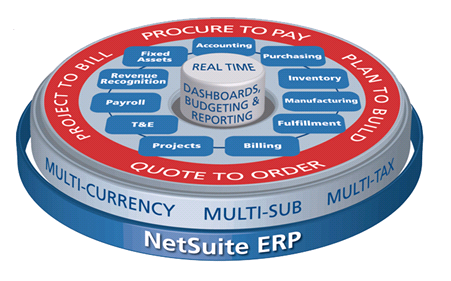 PROCURE TO PAY
PLAN TO BUILD
QUOTE TO ORDER
PROJECT TO BILL
Accounting
Purchasing
Inventory
Manufacturing
Fulfillment
Billing
Projects
T&E
Payroll
Revenue
Recognition
Fixed
Assets
REAL TIME
DASHBOARDS,
BUDGETING &
REPORTING
MULTI-CURRENCY
MULTI-SUB
MULTI-TAX
NetSuite ERP